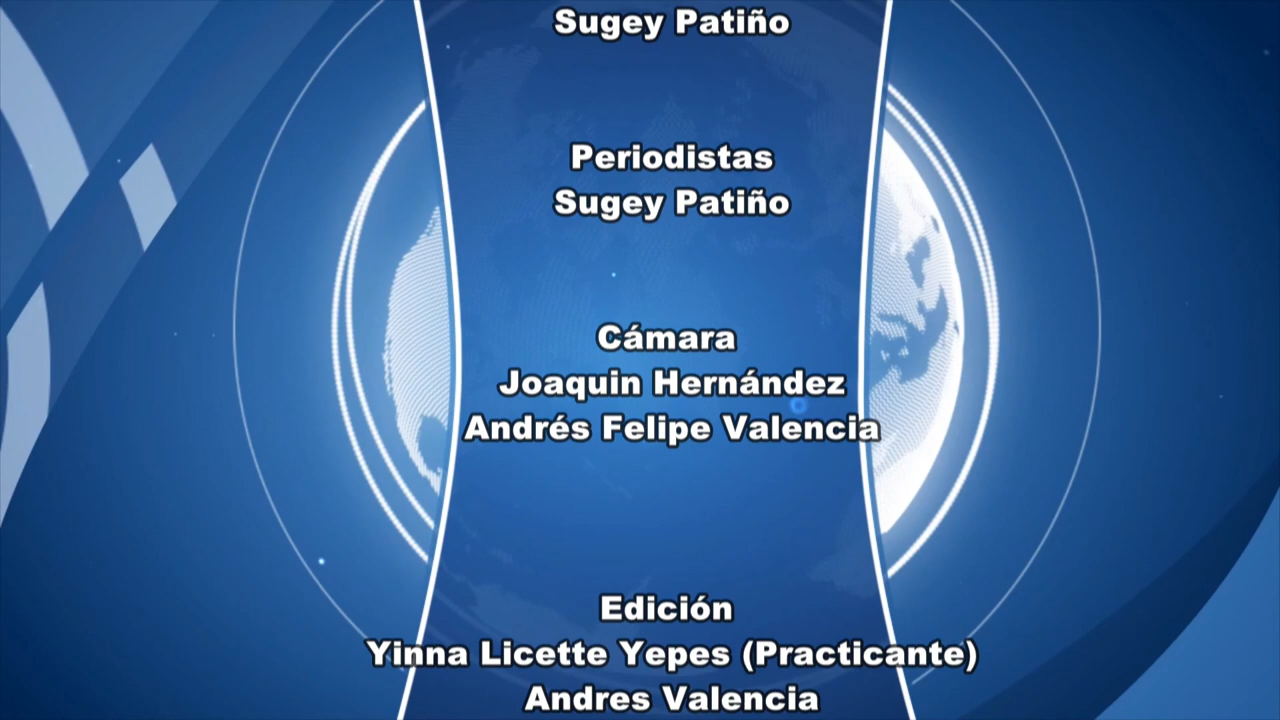 Sugey Patiño
Periodistas
Sugey Patiño
Cámara
Joaquin Hernández
Andrés Felipe Valencia
Edición
Yinna Licette Yepes (Practicante)
Andres Valencia